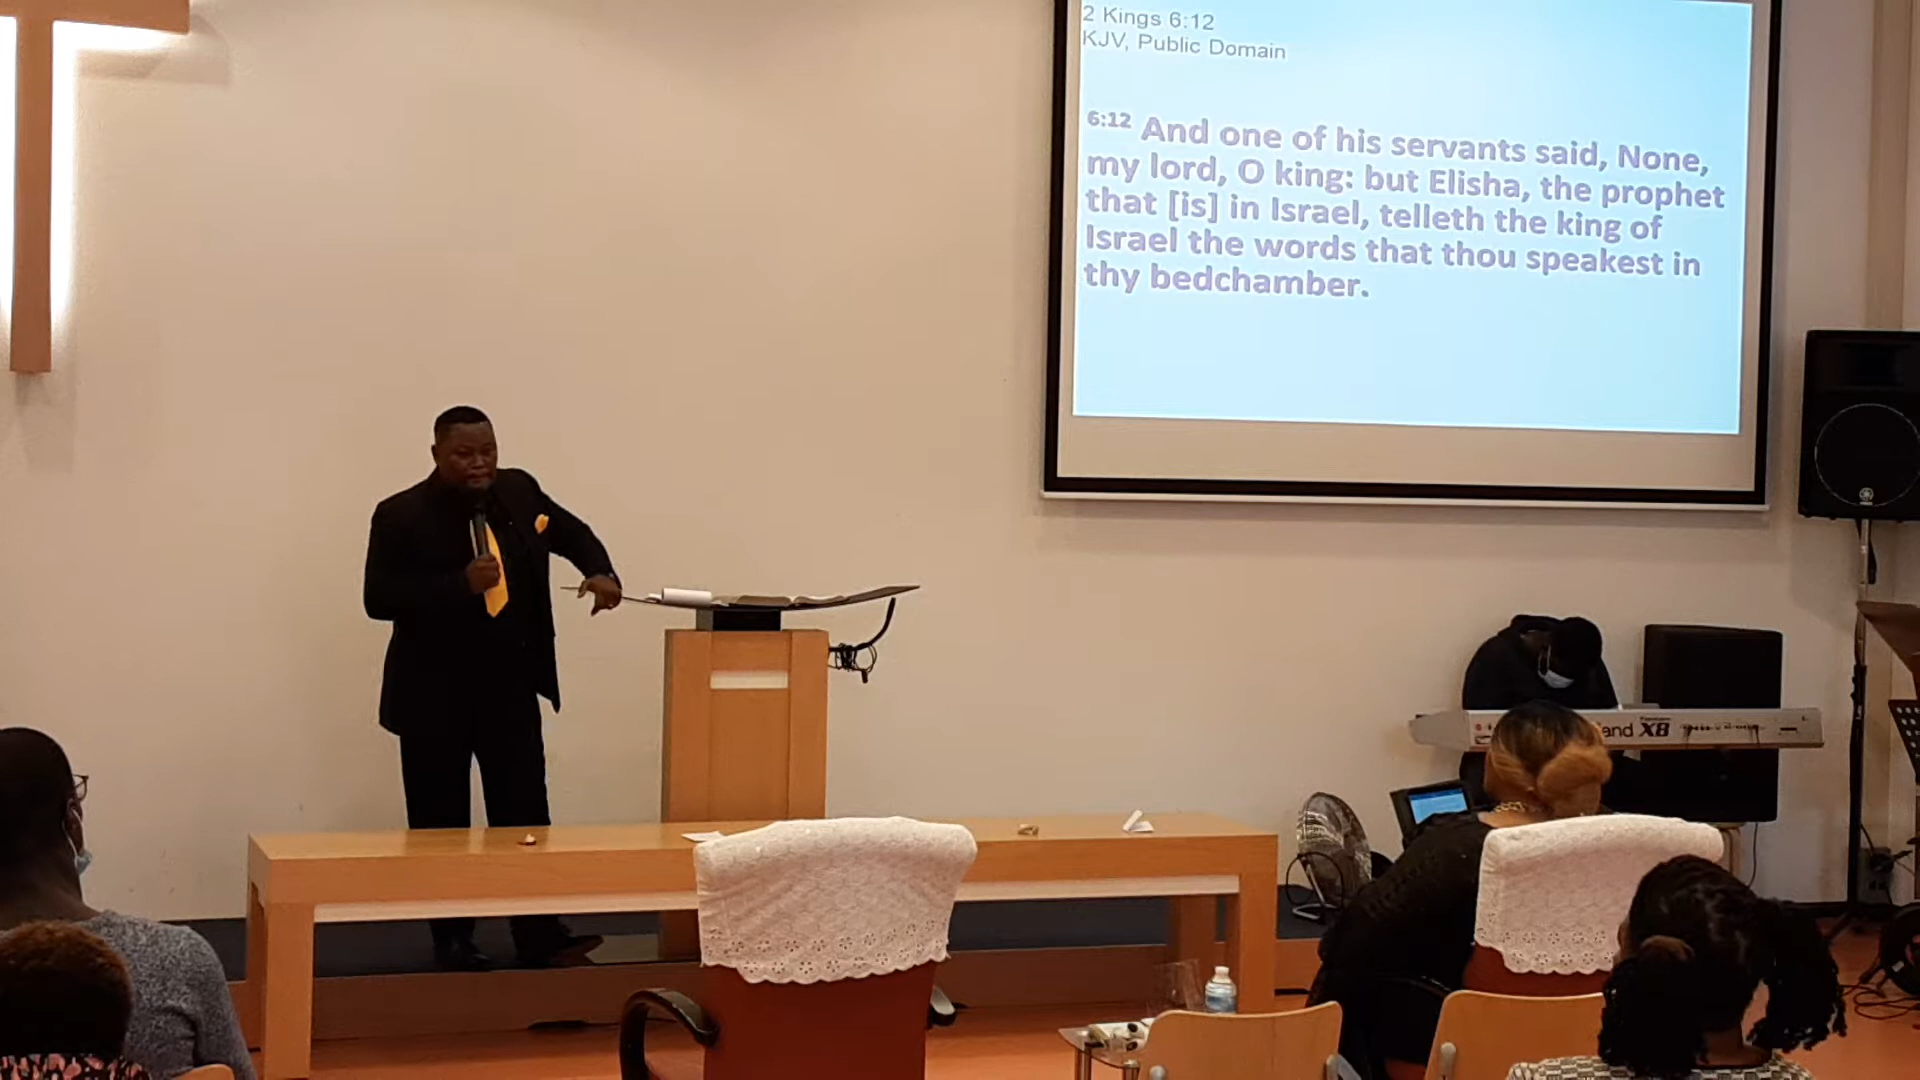 2 Kings 6:12
KJV, Public Domain
6:12 And one of his servants said, None,
my lord, O king: but Elisha, the prophet
that [is] in Israel, telleth the king of
Israel the words that thou speakest in
thy bedchamber.
and X8